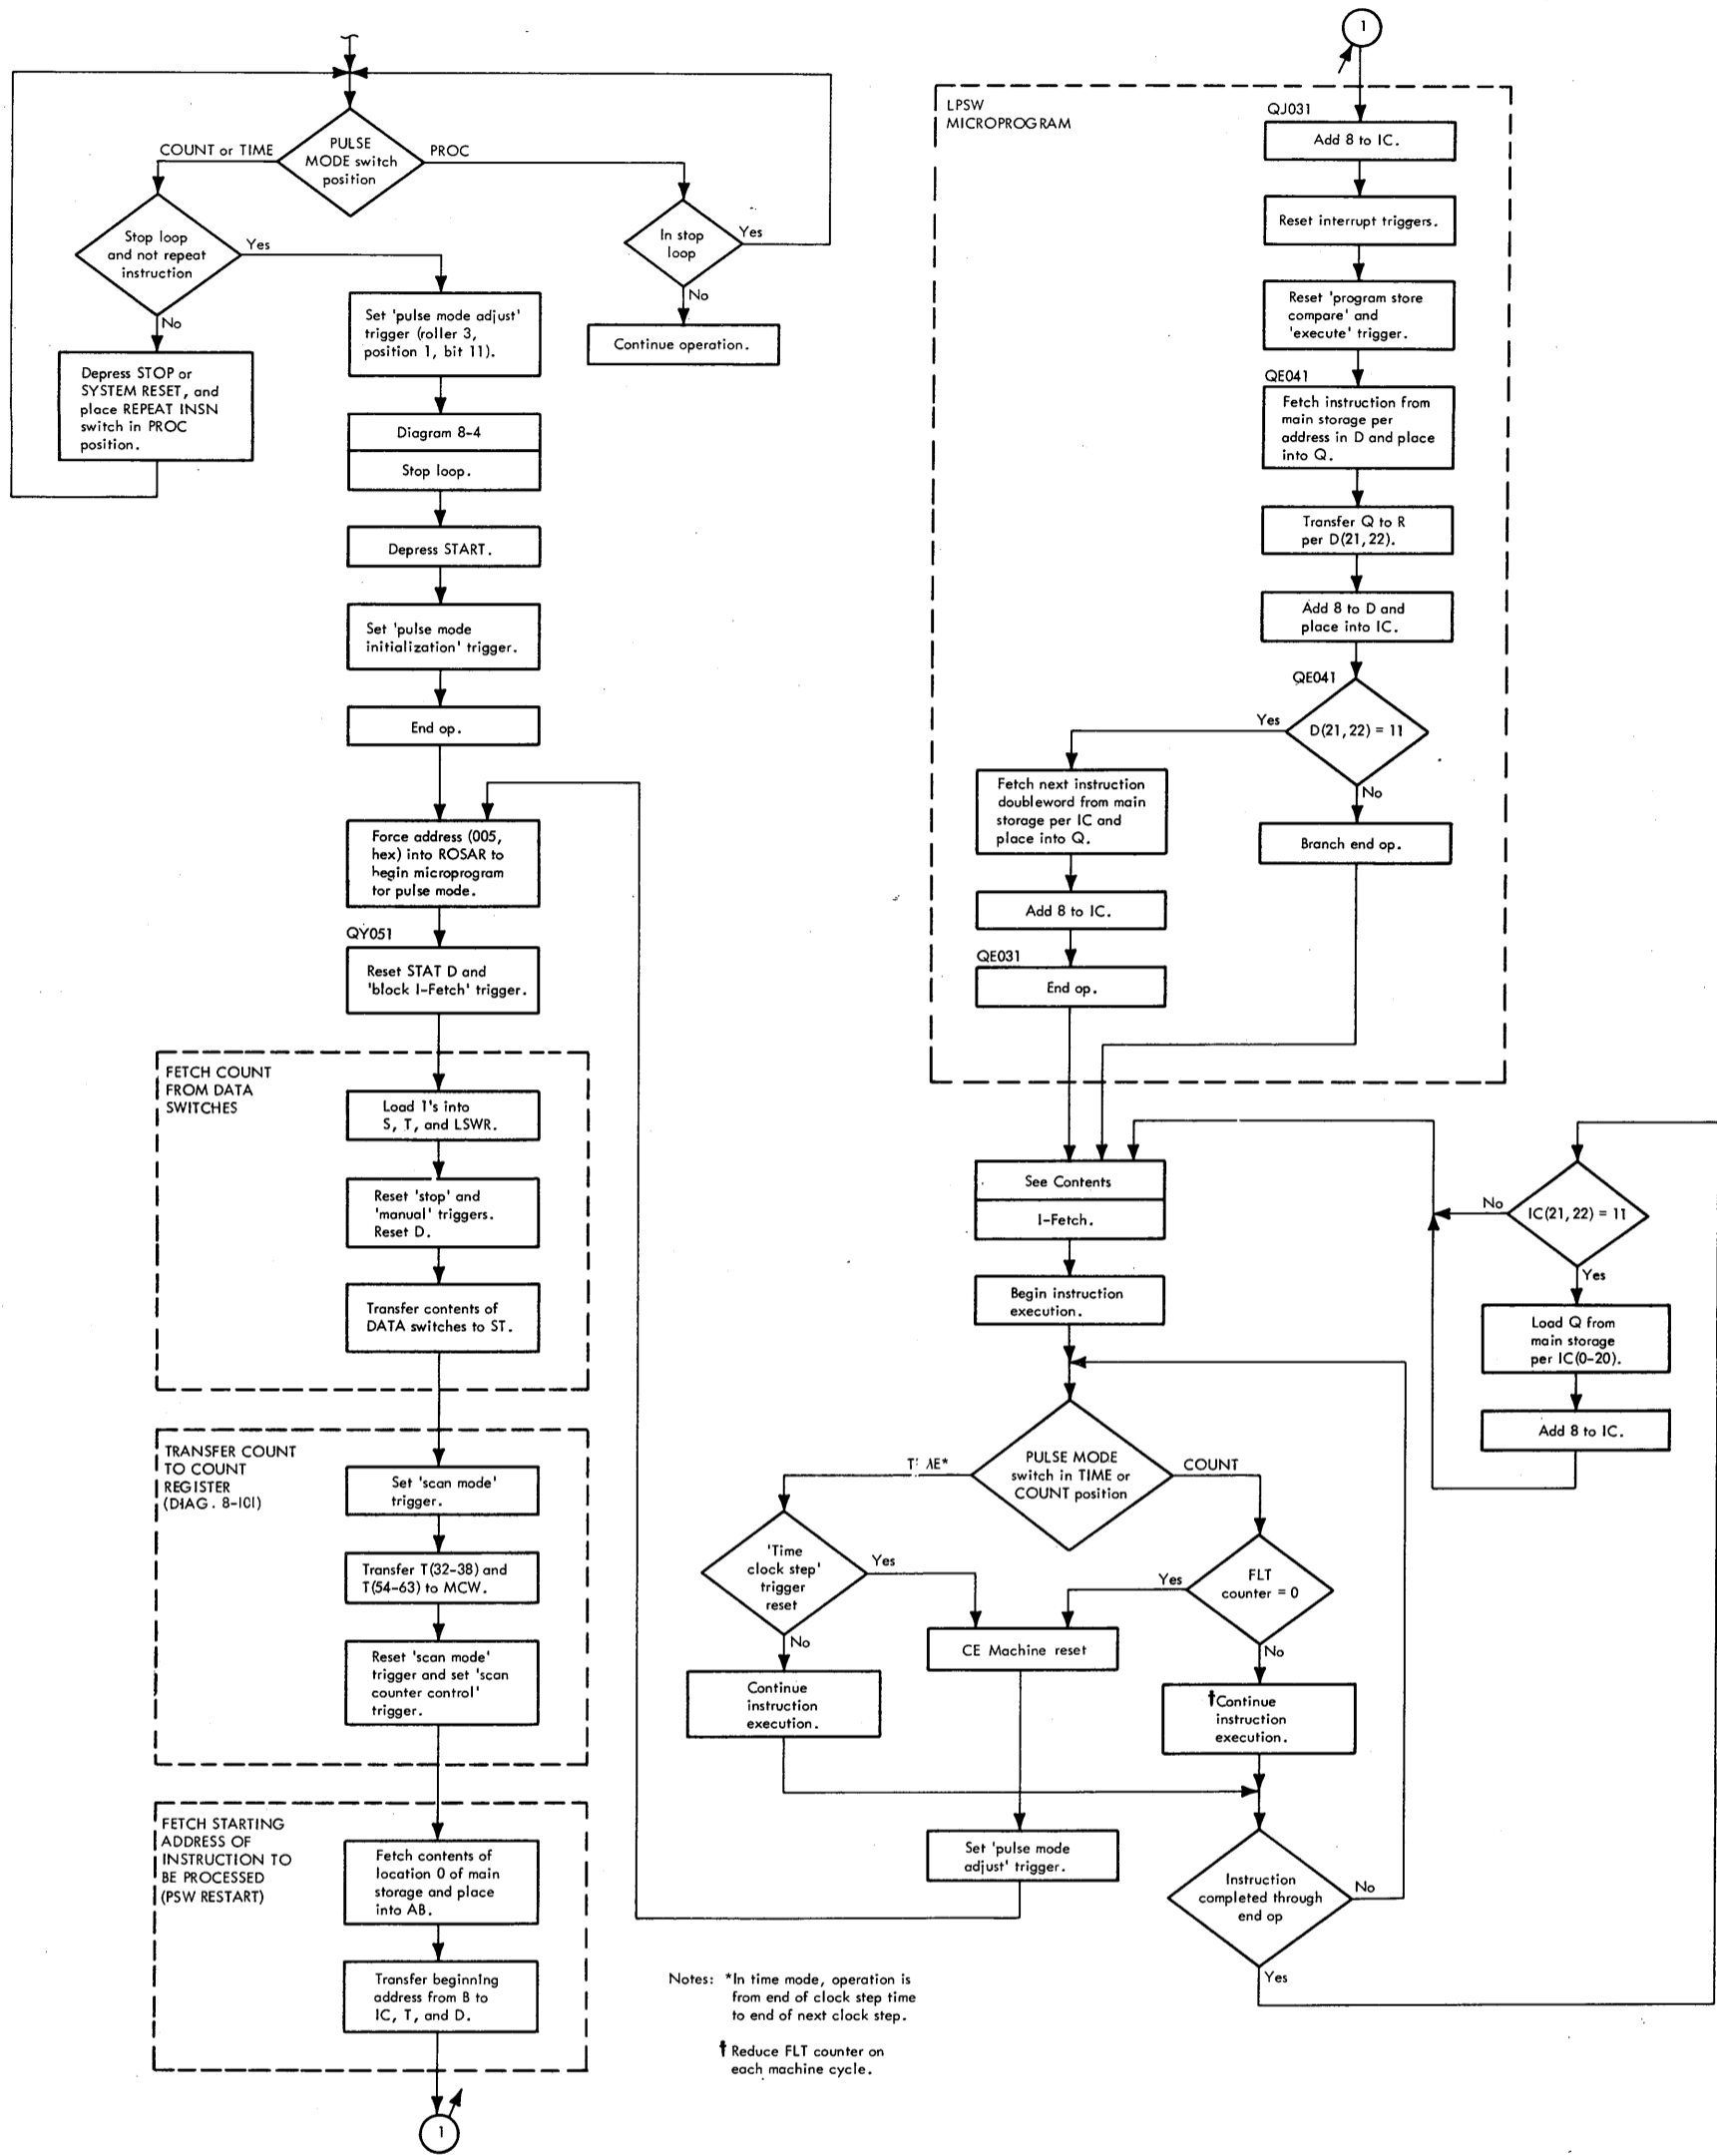 PULSE
MODE switch
position
COUNT or TIME
PROC
Stop loop
and not repeat
instruction
Yes
No
In stop
loop
Yes
No
Depress STOP or
SYSTEM RESET, and
place REPEAT INSN
switch in PROC
position.
Set 'pulse mode adjust'
trigger (roller 3,
position 1, bit 11).
Continue operation.
Diagram 8-4
Stop loop.
Depress START.
Set 'pulse mode
initialization' trigger.
End op.
Force address (005,
hex) into ROSAR to
begin microprogram
for pulse mode.
QY051
Reset STAT D and
'block I-Fetch' trigger.
FETCH COUNT
FROM DATA
SWITCHES
Load 1's into
S, T, and LSWR.
Reset 'stop' and
'manual' triggers.
Reset D.
Transfer contents of
DATA switches to ST.
TRANSFER COUNT
TO COUNT
REGISTER
(DIAG. 8-101)
Set 'scan mode'
trigger.
Transfer T(32-38) and
T(54-63) to MCW.
Reset 'scan mode'
trigger and set 'scan
counter control'
trigger.
FETCH STARTING
ADDRESS OF
INSTRUCTION TO
BE PROCESSED
(PSW RESTART)
Fetch contents of
location 0 of main
storage and place
into AB.
Transfer beginning
address from B to
IC, T, and D.
1
1
LPSW
MICROPROGRAM
QJ031
Add 8 to IC.
Reset interrupt triggers.
Reset 'program store
compare' and
'execute' trigger.
QE041
Fetch instruction from
main storage per
address in D and place
into Q.
Transfer Q to R
per D(21,22).
Add 8 to D and
place into IC.
QE041
D(21,22) = 11
Yes
No
Fetch next instruction
doubleword from main
storage per IC and
place into Q.
Branch end op.
Add 8 to IC.
QE031
End op.
See Contents
I-Fetch.
Begin instruction
execution.
IC(21,22) = 11
No
Yes
Load Q from
main storage
per IC(0-20).
Add 8 to IC.
PULSE MODE
switch in TIME or
COUNT position
COUNT
'Time
clock step'
trigger
reset
Yes
No
FLT
counter = 0
Yes
No
CE Machine reset
Continue
instruction
execution.
†Continue
instruction
execution.
Set 'pulse mode
adjust' trigger.
Instruction
completed through
end op
No
Yes
Notes: *In time mode, operation is
from end of clock step time
to end of next clock step.
† Reduce FLT counter on
each machine cycle.